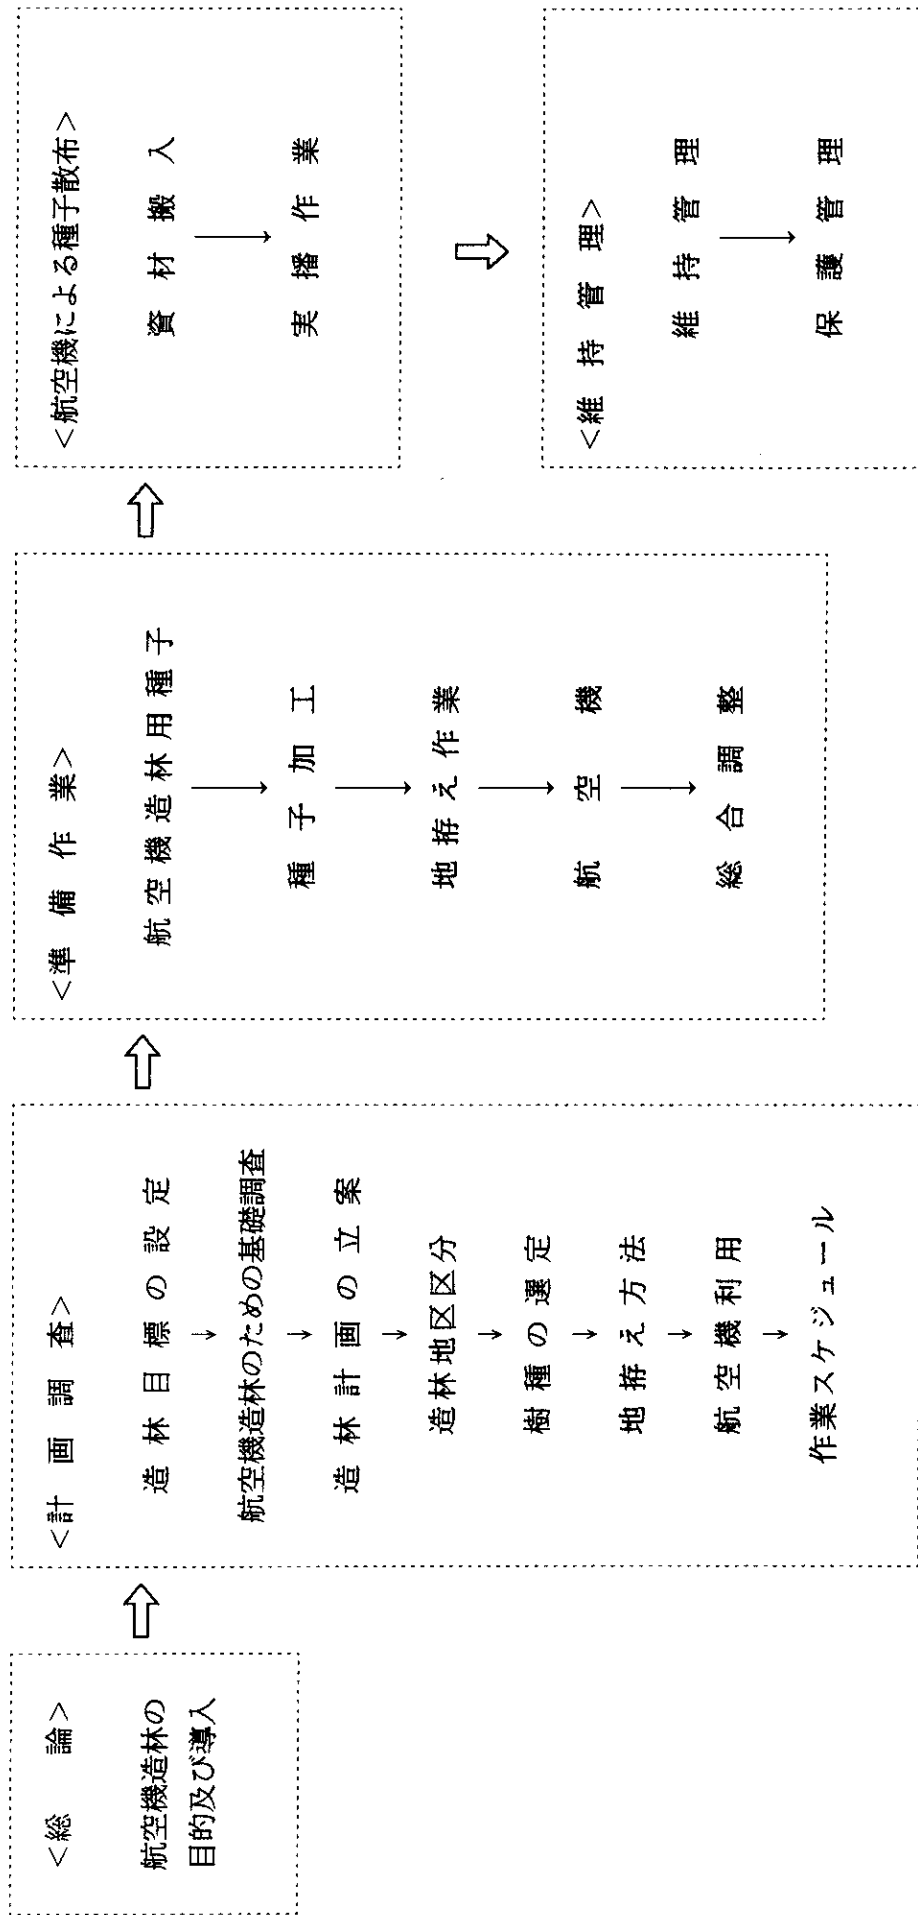 <総論>
航空機造林の
目的及び導入
<計画調査>
造林目標の設定
航空機造林のための基礎調査
造林計画の立案
造林地区区分
樹種の選定
地拵え方法
航空機利用
作業スケジュール
<準備作業>
航空機造林用種子
種子加工
地拵え作業
航空機
総合調整
<航空機による種子散布>
資材搬入
実播作業
<維持管理>
維持管理
保護管理